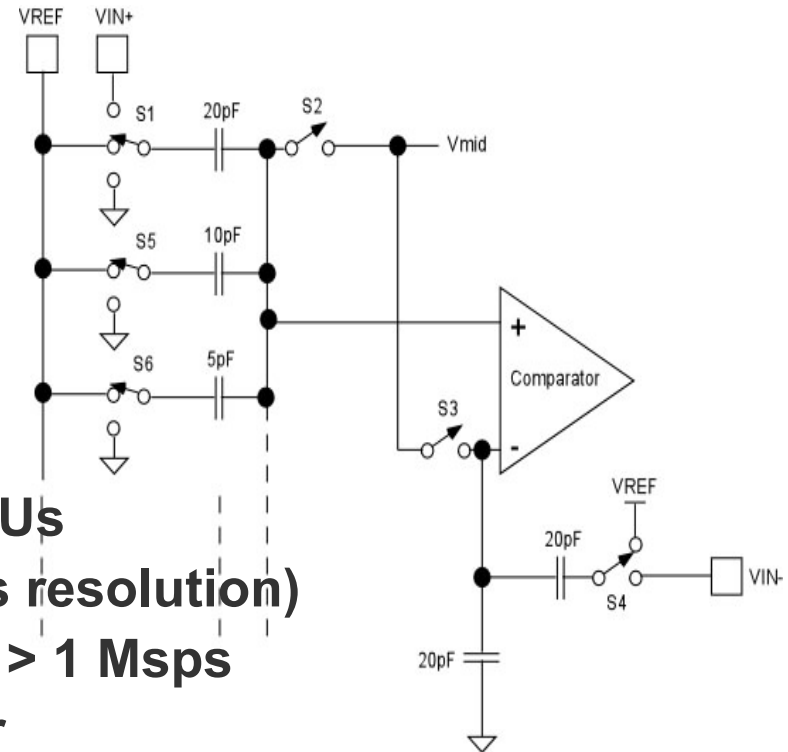 VREF VIN+
S1 20pF S2
Vmid
S5 10pF
+
S6 5pF
Comparator
S3
-
VREF
Us
20pF
s resolution)
VIN-
S4
> 1 Msps
20pF